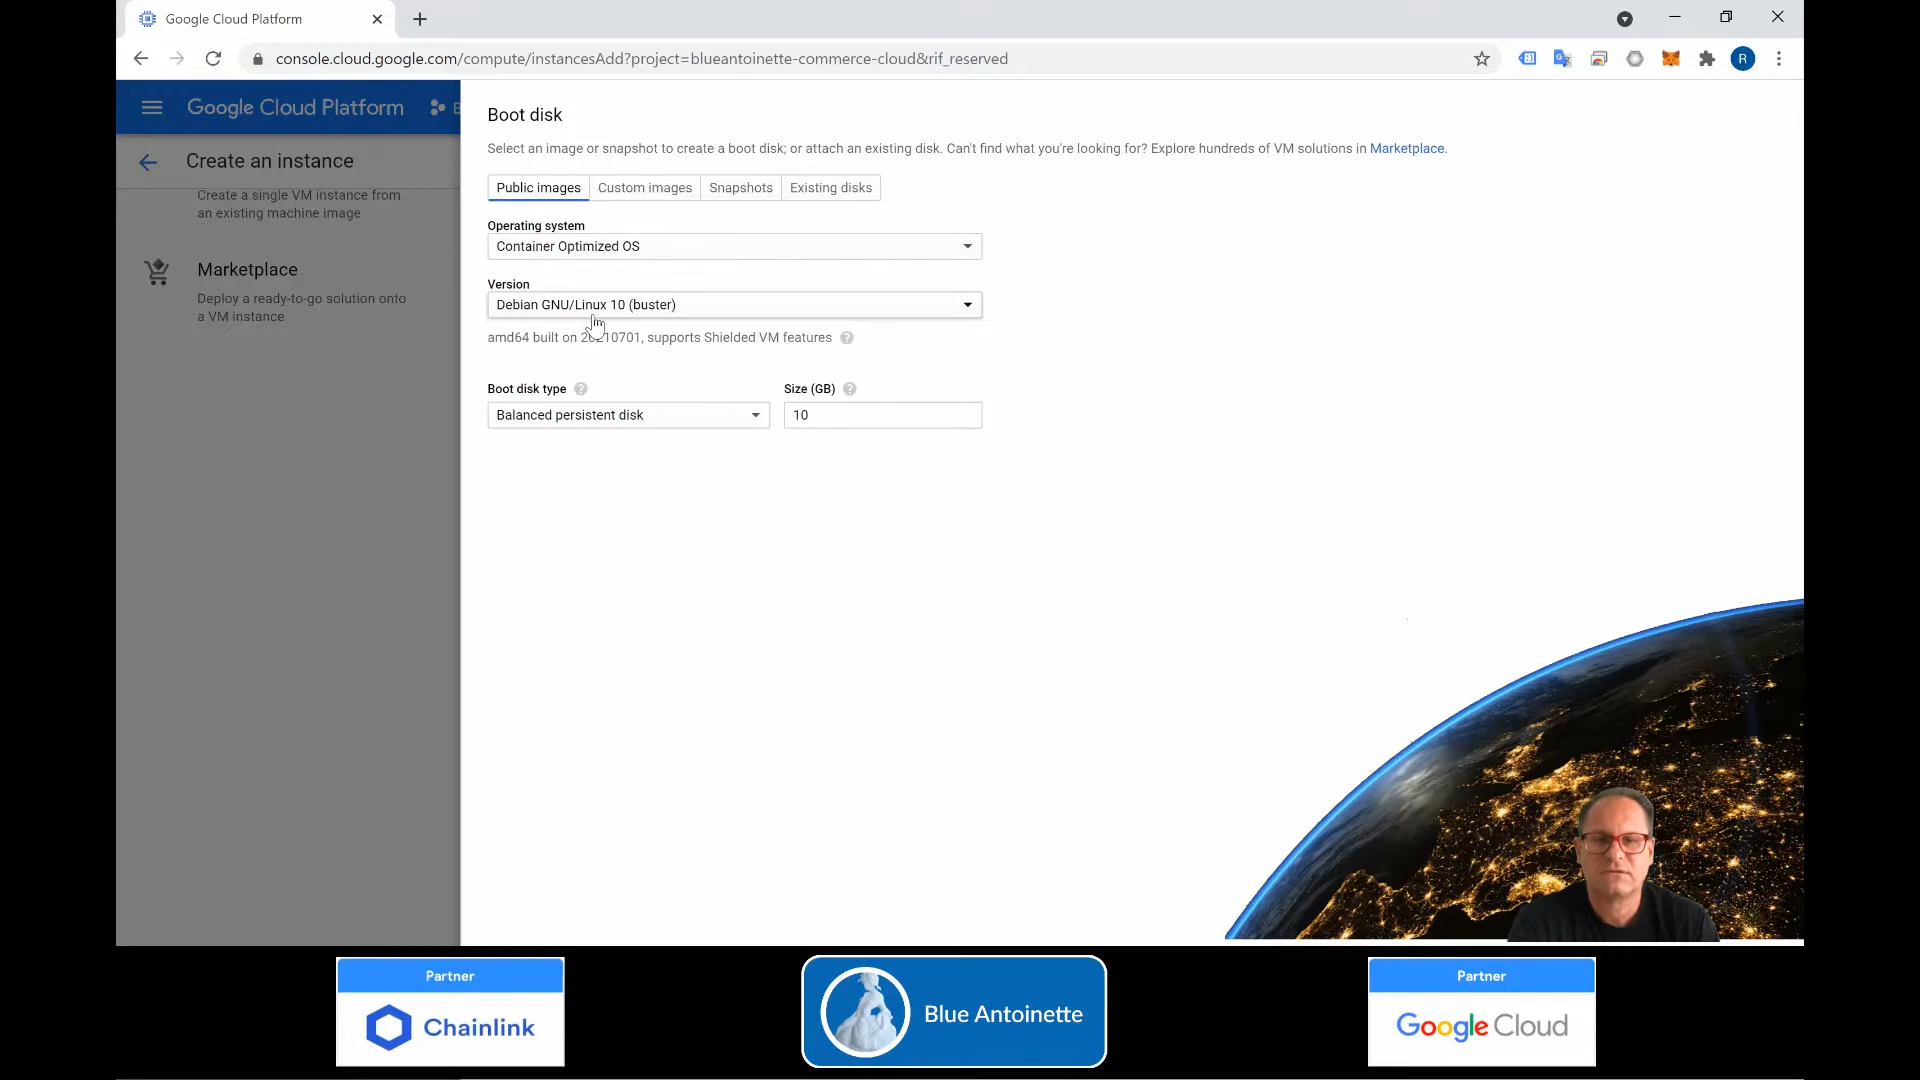 Google Cloud Platform
console.cloud.google.com/compute/instancesAdd?project=blueantoinette-commerce-cloud&rif_reserved
R
Google Cloud Platform
Create an instance
Create a single VM instance from
an existing machine image
Marketplace
Deploy a ready-to-go solution onto
a VM instance
Boot disk
Select an image or snapshot to create a boot disk; or attach an existing disk. Can't find what you're looking for? Explore hundreds of VM solutions in Marketplace.
Public images Custom images Snapshots Existing disks
Operating system
Container Optimized OS
Version
Debian GNU/Linux 10 (buster)
amd64 built on 20210701, supports Shielded VM features
Boot disk type Size (GB)
Balanced persistent disk 10
Partner
Chainlink
Blue Antoinette
Partner
Google Cloud